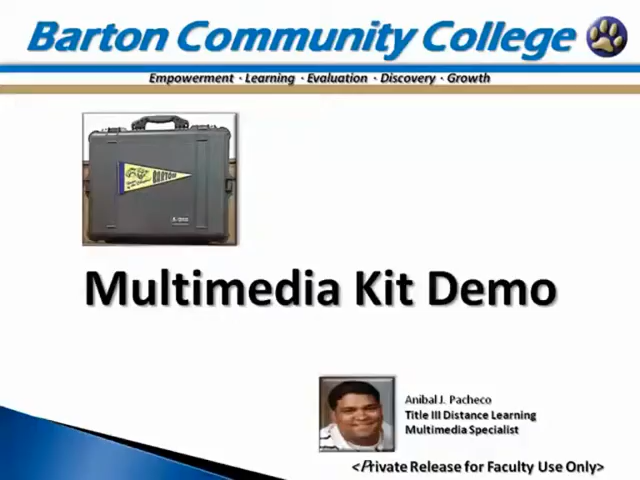 Barton Community College
Empowerment · Learning · Evaluation · Discovery · Growth
BARTON
Multimedia Kit Demo
Anibal J. Pacheco
Title III Distance Learning
Multimedia Specialist
<Private Release for Faculty Use Only>